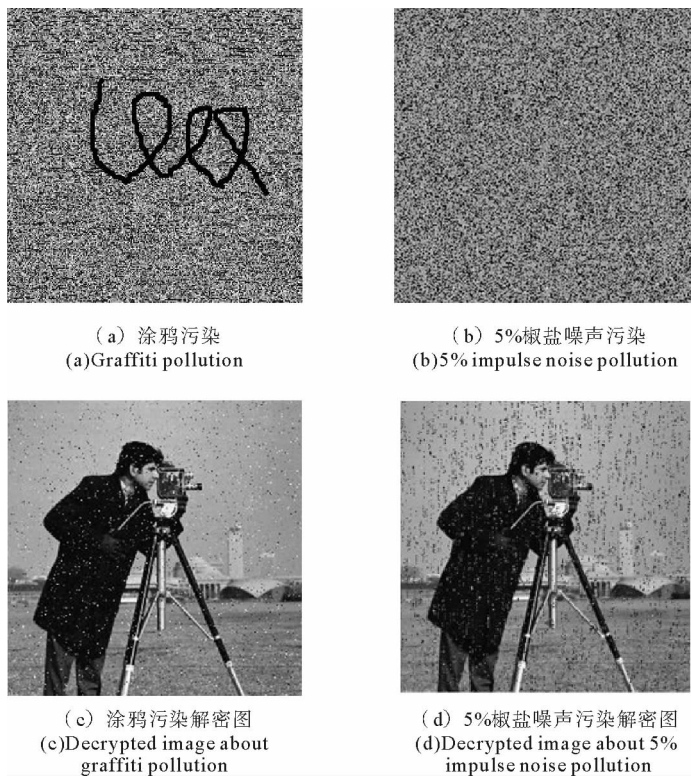 （a）涂鸦污染
(a)Graffiti pollution
（b）5%椒盐噪声污染
(b)5% impulse noise pollution
（c）涂鸦污染解密图
(c)Decrypted image about
graffiti pollution
（d）5%椒盐噪声污染解密图
(d)Decrypted image about 5%
impulse noise pollution